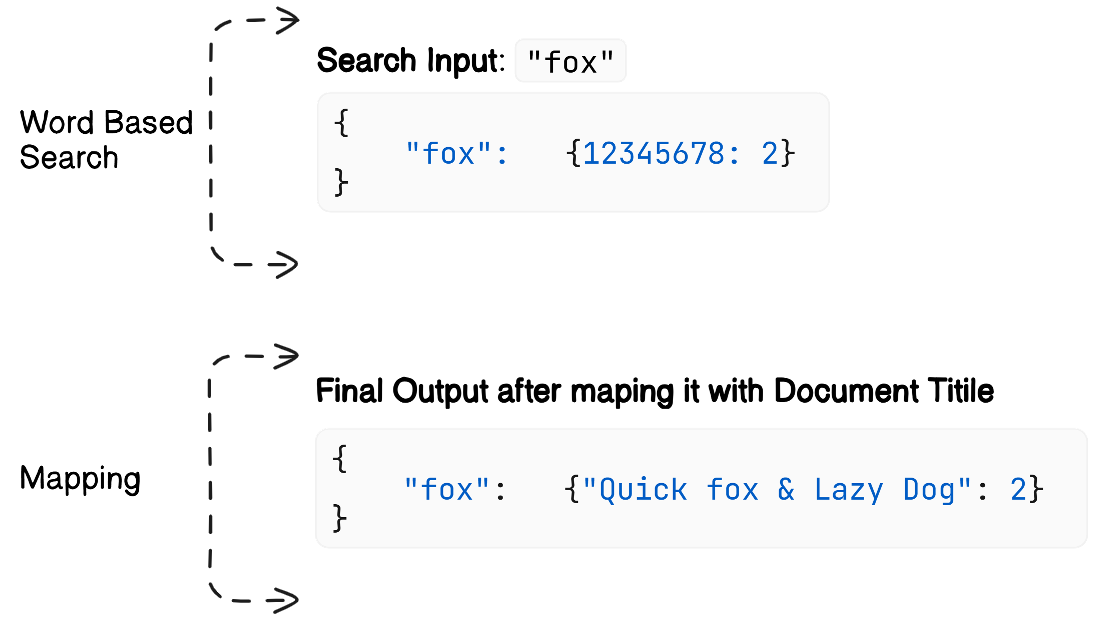 Search Input: "fox"
Word Based
Search
{
"fox": {12345678: 2}
}
Final Output after maping it with Document Titile
Mapping
{
"fox": {"Quick fox & Lazy Dog": 2}
}